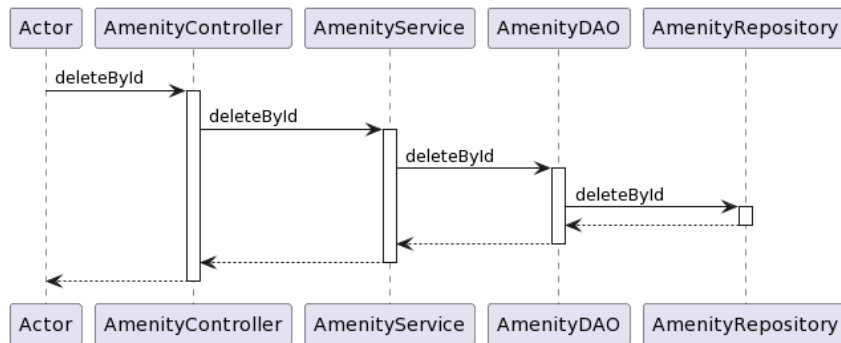 Actor AmenityController AmenityService AmenityDAO AmenityRepository
deleteById
deleteById
deleteById
deleteById
Actor AmenityController AmenityService AmenityDAO AmenityRepository